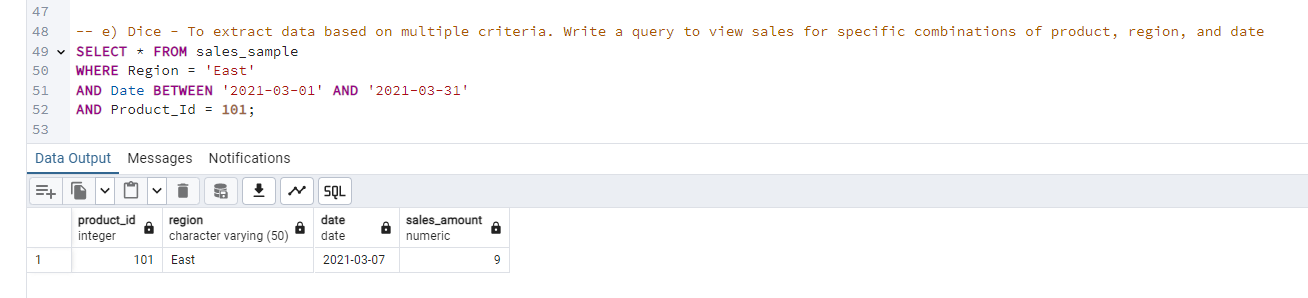 47
48 -- e) Dice - To extract data based on multiple criteria. Write a query to view sales for specific combinations of product, region, and date
49 SELECT * FROM sales_sample
50 WHERE Region = 'East'
51 AND Date BETWEEN '2021-03-01' AND '2021-03-31'
52 AND Product_Id = 101;
53
Data Output Messages Notifications
SQL
product_id region date sales_amount
integer character varying (50) date numeric
1 101 East 2021-03-07 9